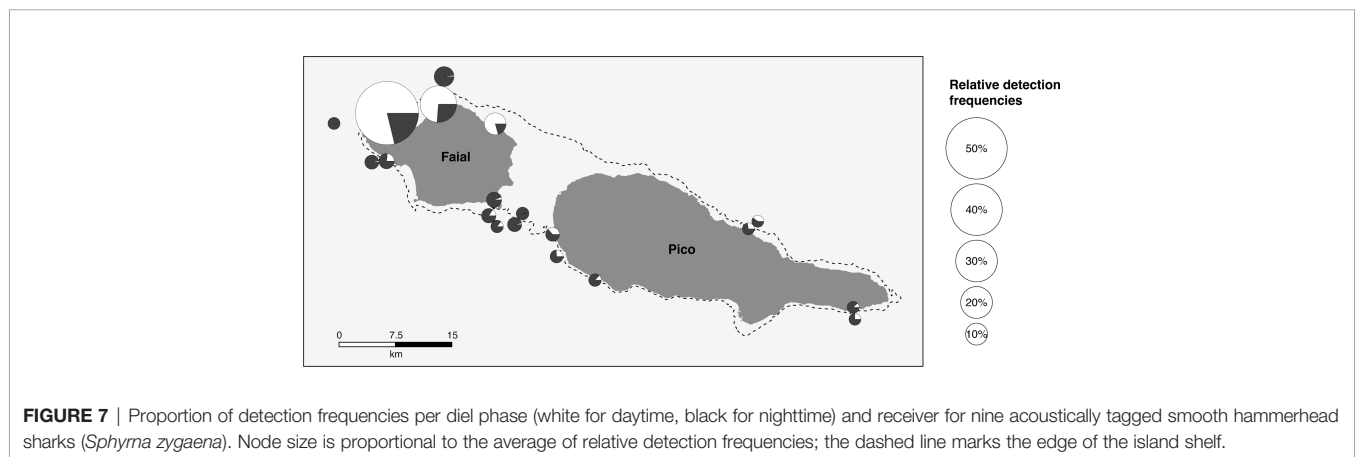 Faial
Pico
0 7.5 15
km
Relative detection
frequencies
50%
40%
30%
20%
10%
FIGURE 7 | Proportion of detection frequencies per diel phase (white for daytime, black for nighttime) and receiver for nine acoustically tagged smooth hammerhead
sharks (Sphyrna zygaena). Node size is proportional to the average of relative detection frequencies; the dashed line marks the edge of the island shelf.